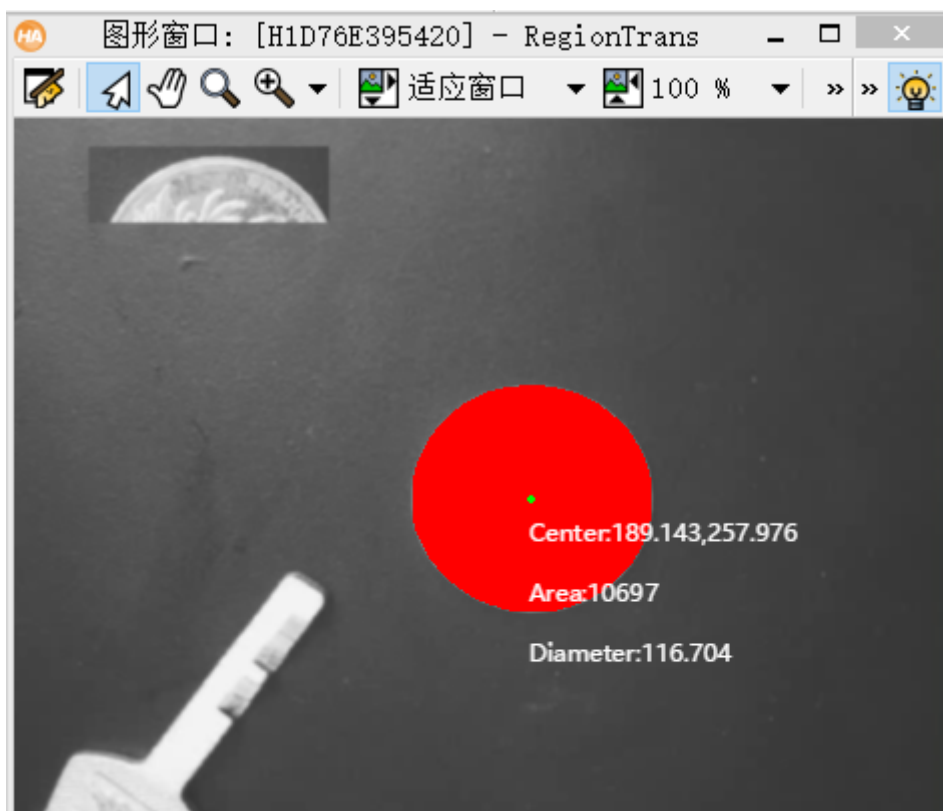 HA 图形窗口: [H1D76E395420] - RegionTrans
适应窗口 100 %
Center:189.143,257.976
Area:10697
Diameter:116.704